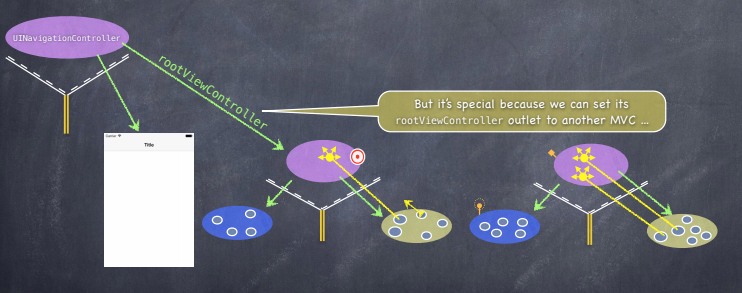 UINavigationController
rootViewController
But it's special because we can set its
rootViewController outlet to another MVC ...
Carrier
Title